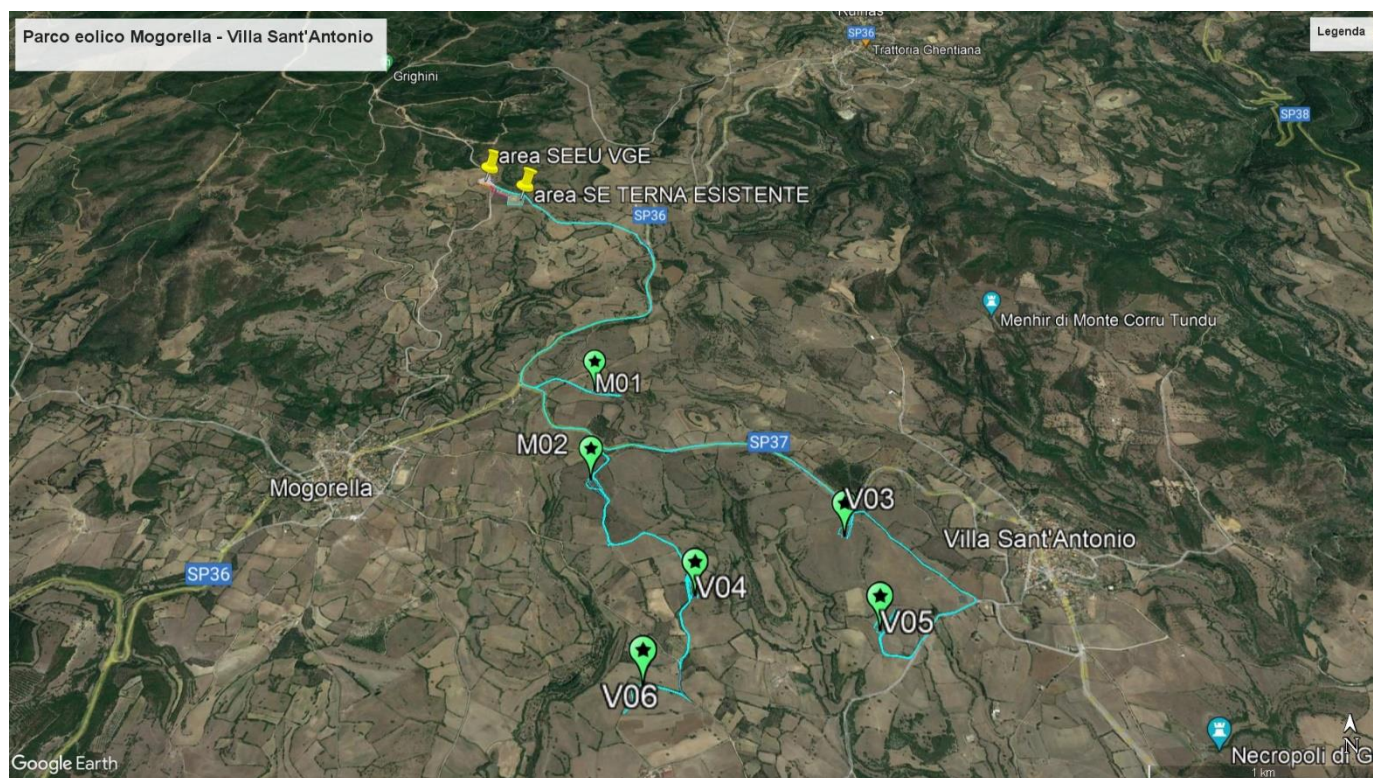 Parco eolico Mogorella - Villa Sant'Antonio
Legenda
SP36
Trattoria Ghentiana
Grighini
SP38
area SEEU VGE
area SE TERNA ESISTENTE
SP36
Menhir di Monte Corru Tundu
M01
M02
SP37
Mogorella
V03
Villa Sant'Antonio
SP36
V04
V05
V06
N
Necropoli di G
Google Earth
1 km